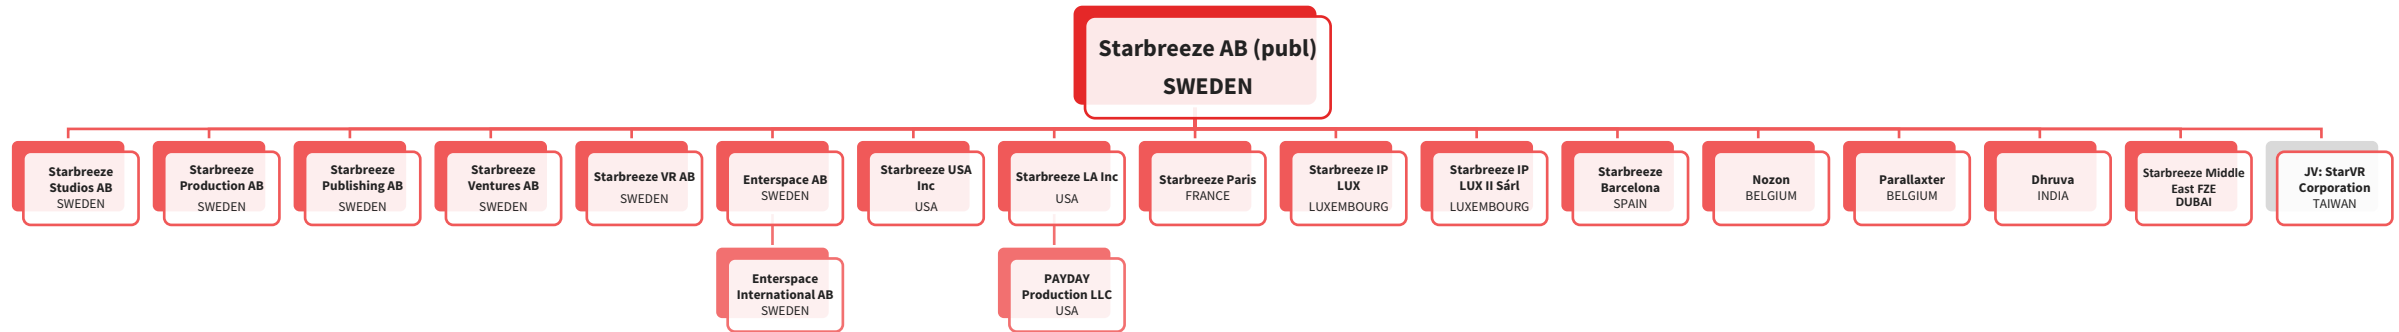 Starbreeze AB (publ)
SWEDEN
Starbreeze
Studios AB
SWEDEN
Starbreeze
Production AB
SWEDEN
Starbreeze
Publishing AB
SWEDEN
Starbreeze
Ventures AB
SWEDEN
Starbreeze VR AB
SWEDEN
Enterspace AB
SWEDEN
Starbreeze USA
Inc
USA
Starbreeze LA Inc
USA
Starbreeze Paris
FRANCE
Starbreeze IP
LUX
LUXEMBOURG
Starbreeze IP
LUX II Sárl
LUXEMBOURG
Starbreeze
Barcelona
SPAIN
Nozon
BELGIUM
Parallaxter
BELGIUM
Dhruva
INDIA
Starbreeze Middle
East FZE
DUBAI
JV: StarVR
Corporation
TAIWAN
Enterspace
International AB
SWEDEN
PAYDAY
Production LLC
USA